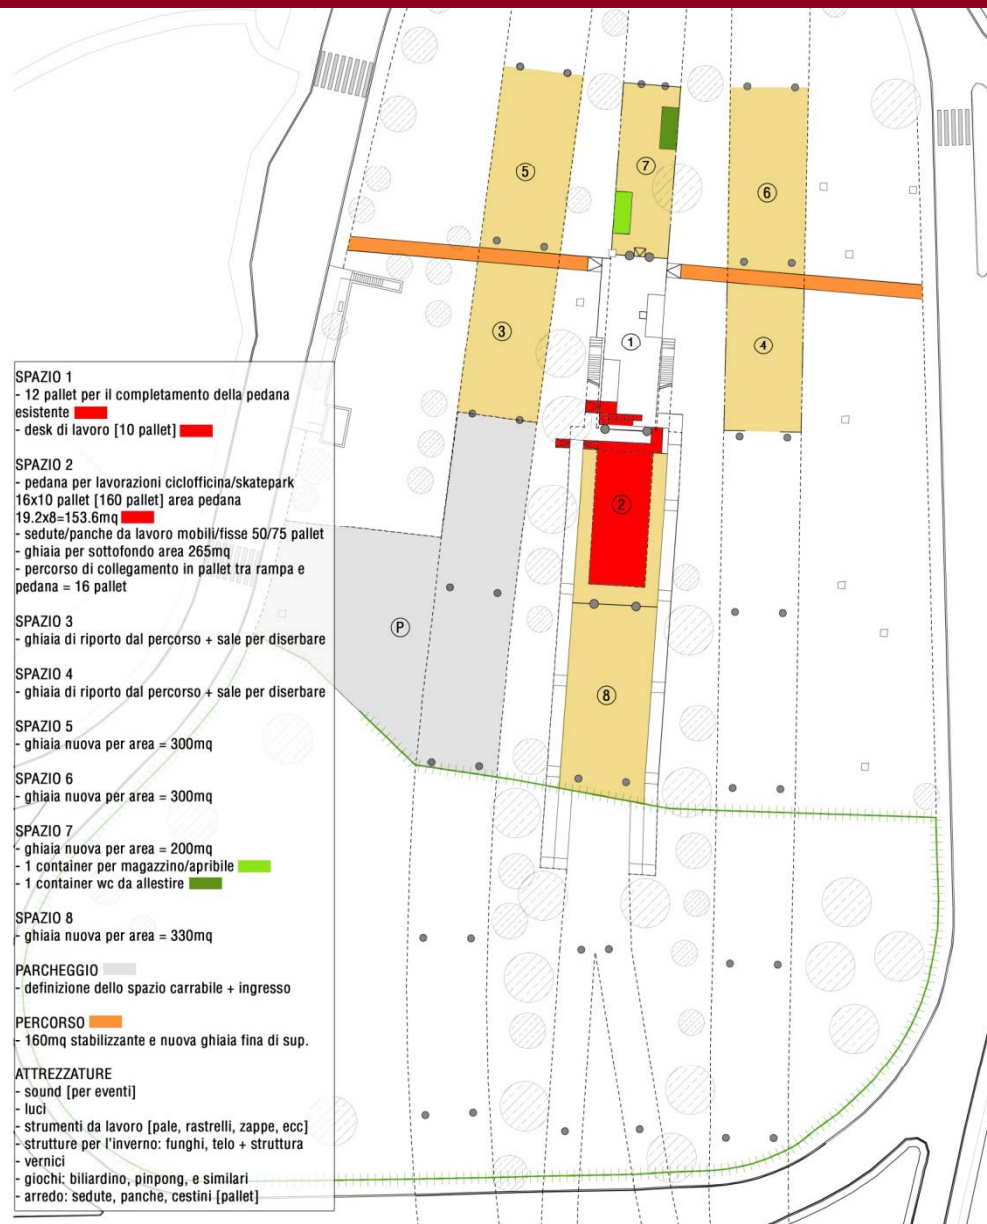 5
7
6
3
1
4
2
P
8
SPAZIO 1
- 12 pallet per il completamento della pedana
esistente
- desk di lavoro [10 pallet]
SPAZIO 2
- pedana per lavorazioni ciclofficina/skatepark
16x10 pallet [160 pallet] area pedana
19.2x8=153.6mq
- sedute/panche da lavoro mobili/fisse 50/75 pallet
- ghiaia per sottofondo area 265mq
- percorso di collegamento in pallet tra rampa e
pedana = 16 pallet
SPAZIO 3
- ghiaia di riporto dal percorso + sale per diserbare
SPAZIO 4
- ghiaia di riporto dal percorso + sale per diserbare
SPAZIO 5
- ghiaia nuova per area = 300mq
SPAZIO 6
- ghiaia nuova per area = 300mq
SPAZIO 7
- ghiaia nuova per area = 200mq
- 1 container per magazzino/apribile
- 1 container wc da allestire
SPAZIO 8
- ghiaia nuova per area = 330mq
PARCHEGGIO
- definizione dello spazio carrabile + ingresso
PERCORSO
- 160mq stabilizzante e nuova ghiaia fina di sup.
ATTREZZATURE
- sound [per eventi]
- luci
- strumenti da lavoro [pale, rastrelli, zappe, ecc]
- strutture per l'inverno: funghi, telo + struttura
- vernici
- giochi: biliardino, pinpong, e similari
- arredo: sedute, panche, cestini [pallet]